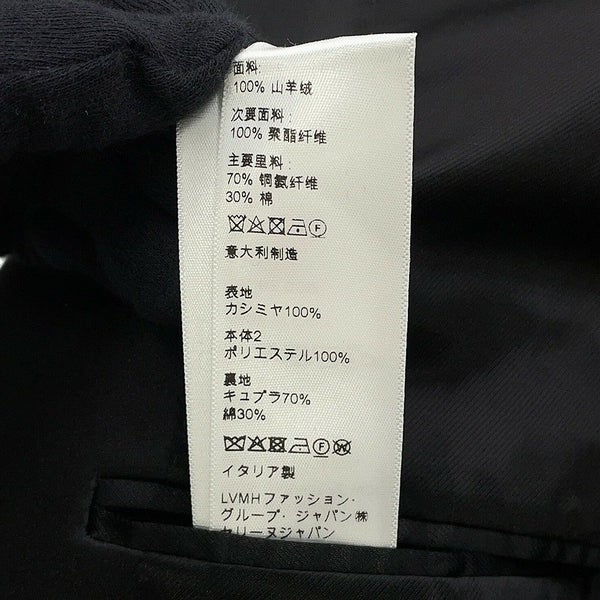 面料:
100% 山羊绒
次要面料:
100% 聚酯纤维
主要里料:
70% 铜氨纤维
30% 棉
意大利制造
表地
カシミヤ100%
本体2
ポリエステル100%
裏地
キュプラ70%
綿30%
イタリア製
LVMHファッション・
グループ・ジャパン㈱
セリーヌジャパン